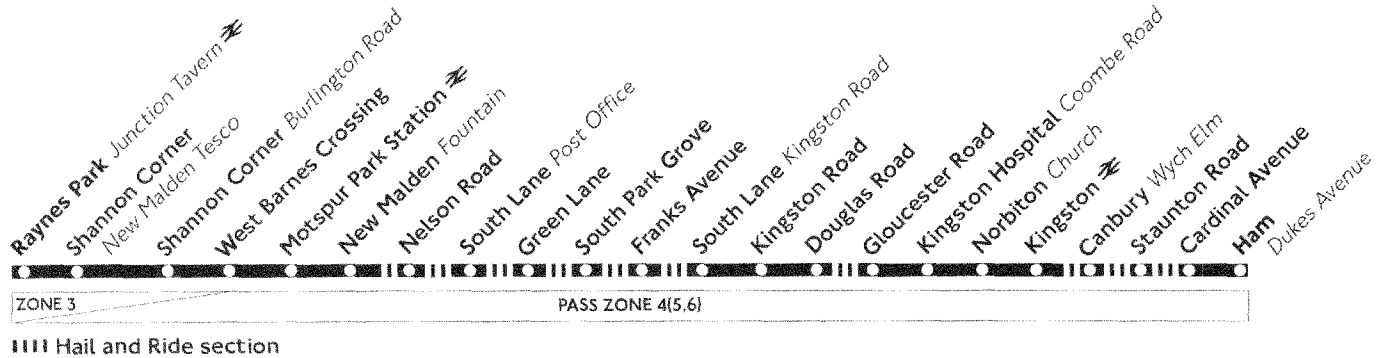 Raynes Park Junction Tavern
Shannon Corner
New Malden Tesco
Shannon Corner Burlington Road
West Barnes Crossing
Motspur Park Station
New Malden Fountain
Nelson Road
South Lane Post Office
Green Lane
South Park Grove
Franks Avenue
South Lane Kingston Road
Kingston Road
Douglas Road
Gloucester Road
Kingston Hospital Coombe Road
Norbiton Church
Kingston
Canbury Wych Elm
Staunton Road
Cardinal Avenue
Ham
Dukes Avenue
ZONE 3
PASS ZONE 4(5,6)
Hail and Ride section